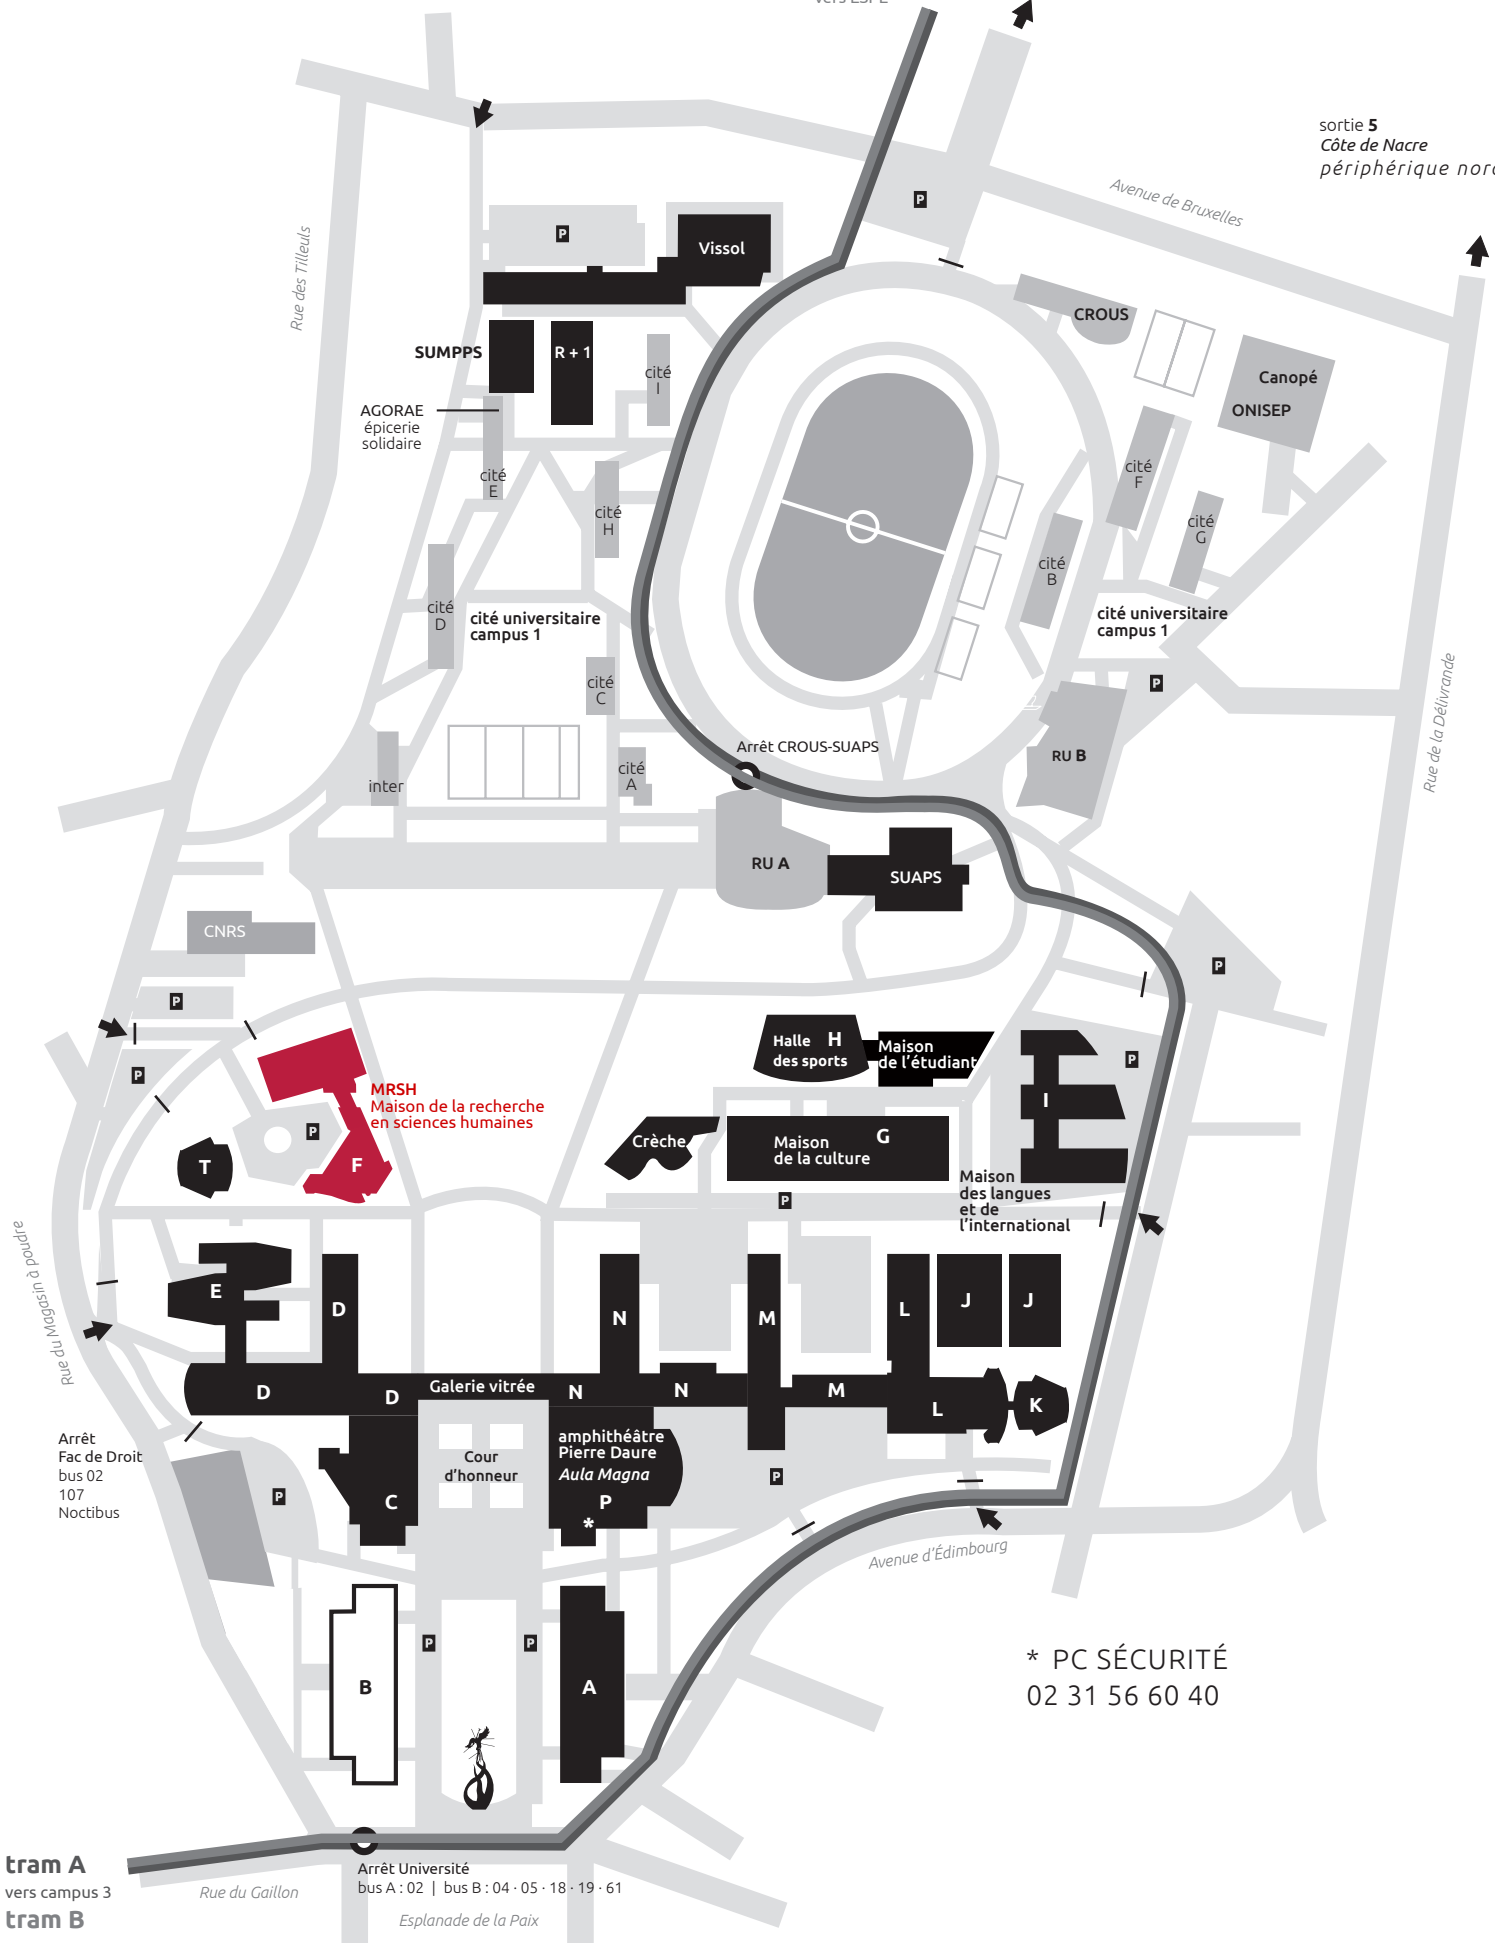 vers ESPE
sortie 5
Côte de Nacre
périphérique nord
Avenue de Bruxelles
Rue des Tilleuls
P
P
Vissol
CROUS
SUMPPS
R + 1
cité
I
Canopé
ONISEP
AGORAE
épicerie
solidaire
cité
E
cité
F
cité
H
cité
G
cité
B
cité
D
cité universitaire
campus 1
cité universitaire
campus 1
cité
C
P
Rue de la Délivrande
Arrêt CROUS-SUAPS
RU B
cité
A
inter
RU A
SUAPS
CNRS
P
P
Halle H
des sports
Maison
de l'étudiant
P
P
MRSH
Maison de la recherche
en sciences humaines
I
P
Crèche
Maison
de la culture
G
T
F
Maison
des langues
et de
l'international
P
Rue du Magasin à poudre
E
D
N
M
L
J
J
D
D
Galerie vitrée
N
N
M
L
K
Arrêt
Fac de Droit
bus 02
107
Noctibus
Cour
d'honneur
amphithéâtre
Pierre Daure
Aula Magna
P
*
P
P
C
Avenue d'Édimbourg
P
P
B
A
* PC SÉCURITÉ
02 31 56 60 40
tram A
vers campus 3
tram B
Rue du Gaillon
Arrêt Université
bus A : 02 | bus B : 04 · 05 · 18 · 19 · 61
Esplanade de la Paix